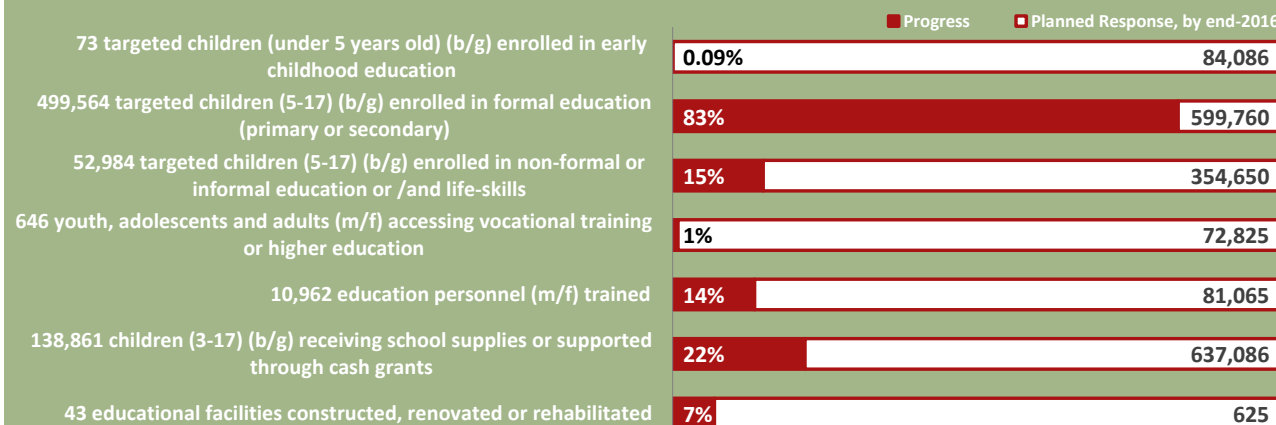 Progress Planned Response, by end-2016
73 targeted children (under 5 years old) (b/g) enrolled in early
childhood education
0.09% 84,086
499,564 targeted children (5-17) (b/g) enrolled in formal education
(primary or secondary)
83% 599,760
52,984 targeted children (5-17) (b/g) enrolled in non-formal or
informal education or /and life-skills
15% 354,650
646 youth, adolescents and adults (m/f) accessing vocational training
or higher education
1% 72,825
10,962 education personnel (m/f) trained
14% 81,065
138,861 children (3-17) (b/g) receiving school supplies or supported
through cash grants
22% 637,086
43 educational facilities constructed, renovated or rehabilitated
7% 625